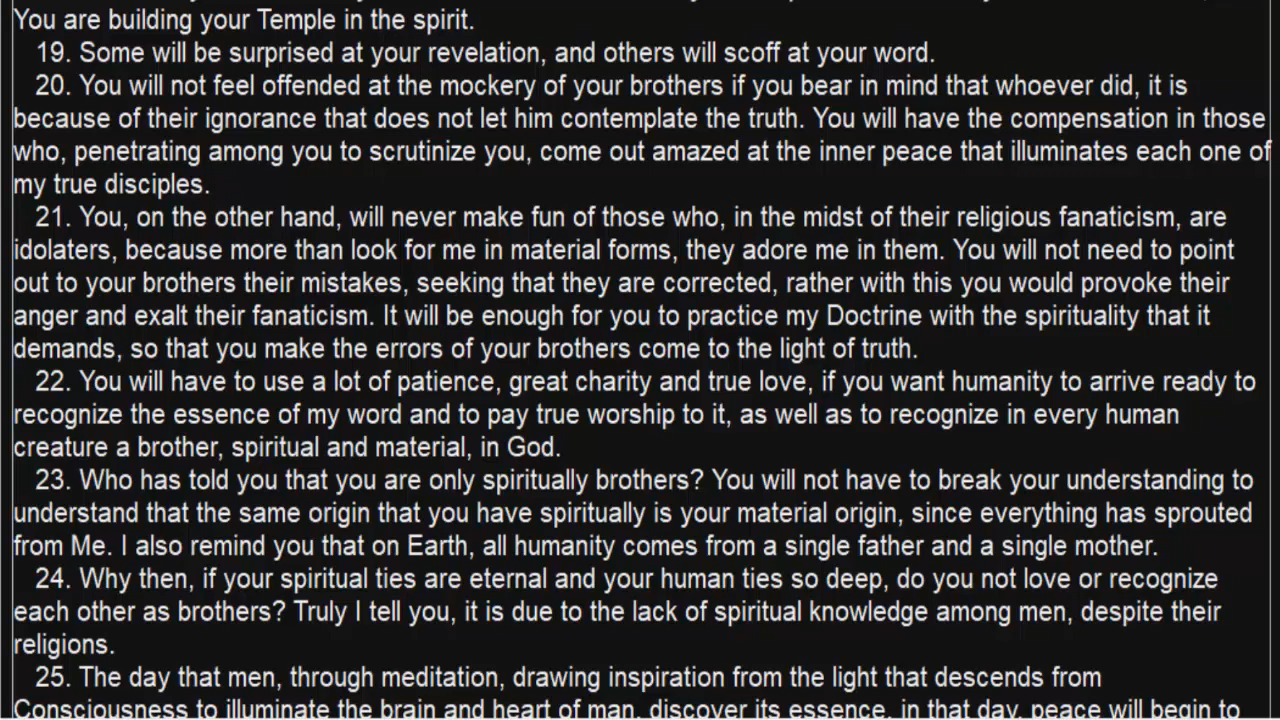 You are building your Temple in the spirit.
19. Some will be surprised at your revelation, and others will scoff at your word.
20. You will not feel offended at the mockery of your brothers if you bear in mind that whoever did, it is
because of their ignorance that does not let him contemplate the truth. You will have the compensation in those
who, penetrating among you to scrutinize you, come out amazed at the inner peace that illuminates each one of
my true disciples.
21. You, on the other hand, will never make fun of those who, in the midst of their religious fanaticism, are
idolaters, because more than look for me in material forms, they adore me in them. You will not need to point
out to your brothers their mistakes, seeking that they are corrected, rather with this you would provoke their
anger and exalt their fanaticism. It will be enough for you to practice my Doctrine with the spirituality that it
demands, so that you make the errors of your brothers come to the light of truth.
22. You will have to use a lot of patience, great charity and true love, if you want humanity to arrive ready to
recognize the essence of my word and to pay true worship to it, as well as to recognize in every human
creature a brother, spiritual and material, in God.
23. Who has told you that you are only spiritually brothers? You will not have to break your understanding to
understand that the same origin that you have spiritually is your material origin, since everything has sprouted
from Me. I also remind you that on Earth, all humanity comes from a single father and a single mother.
24. Why then, if your spiritual ties are eternal and your human ties so deep, do you not love or recognize
each other as brothers? Truly I tell you, it is due to the lack of spiritual knowledge among men, despite their
religions.
25. The day that men, through meditation, drawing inspiration from the light that descends from
Consciousness to illuminate the brain and heart of man, discover its essence, in that day, peace will begin to